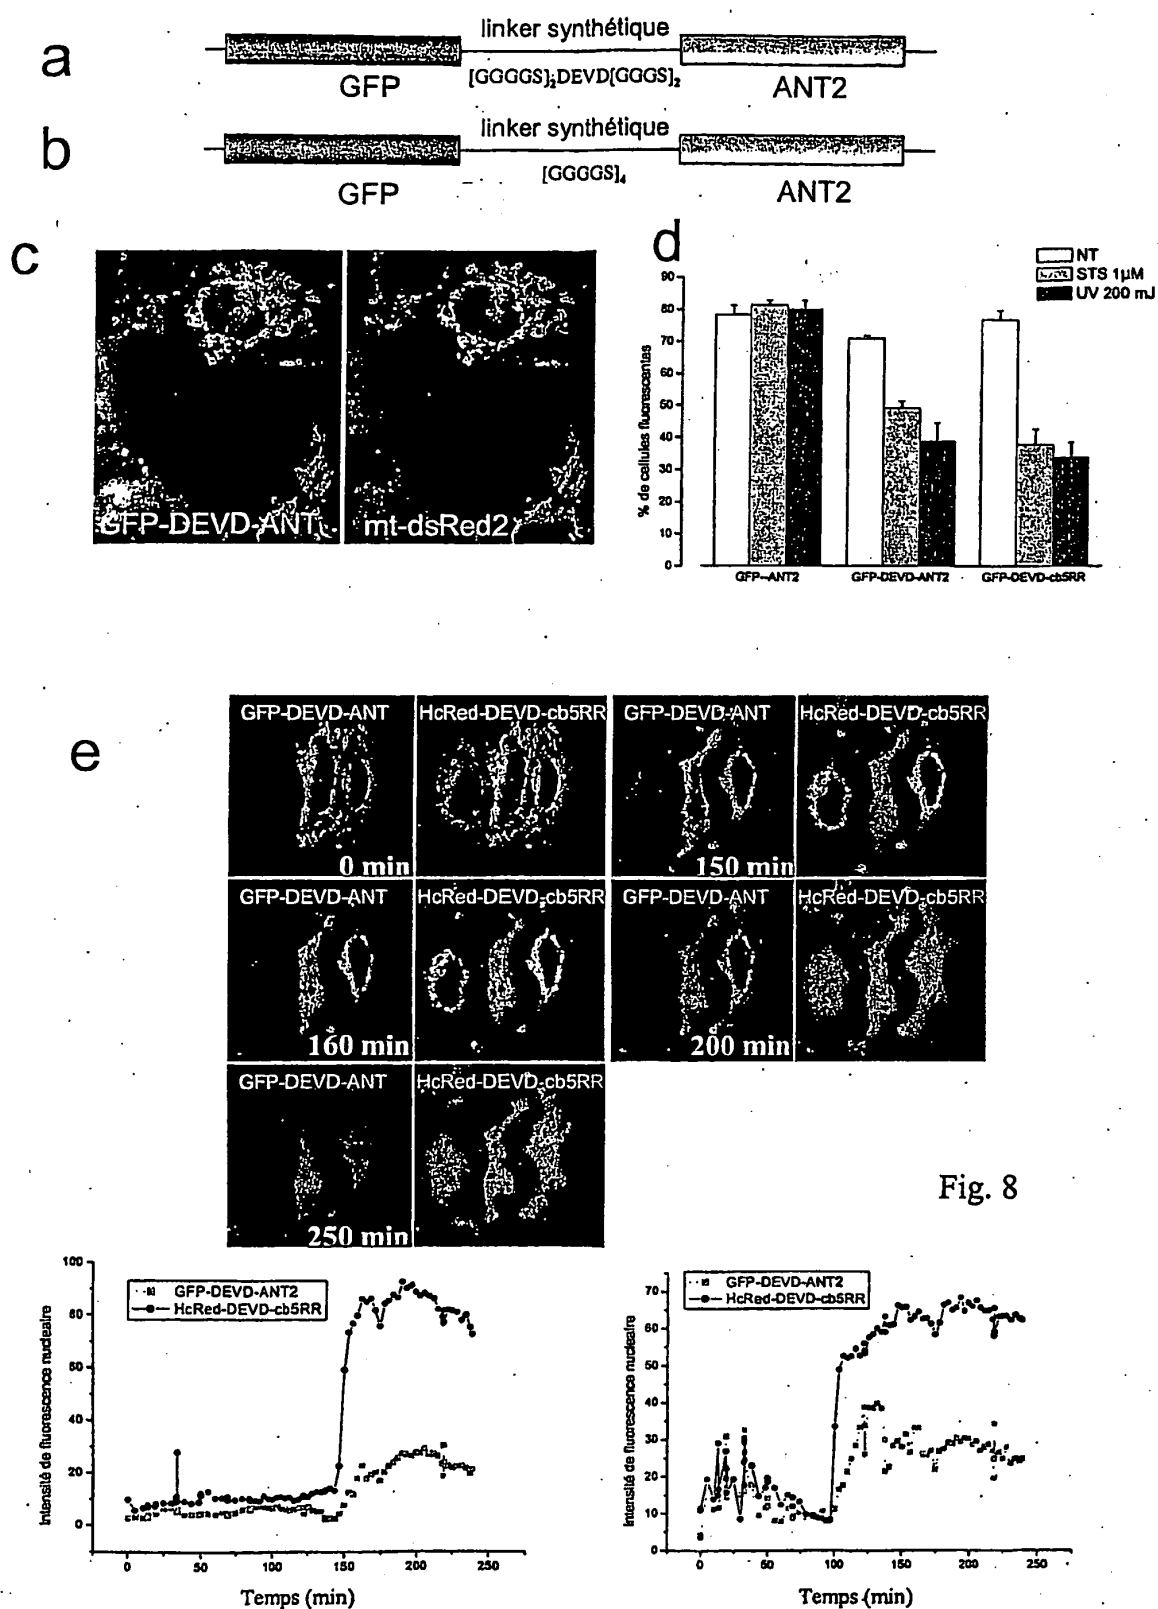 a
linker synthétique
GFP
[GGGGS]₂DEVD[GGGS]₂
ANT2
b
linker synthétique
GFP
[GGGGS]₄
ANT2
c
GFP-DEVD-ANT
mt-dsRed2
d
NT
STS 1µM
UV 200 mJ
% de cellules fluorescentes
90
80
70
60
50
40
30
20
10
0
GFP--ANT2
GFP-DEVD-ANT2
GFP-DEVD-cb5RR
e
GFP-DEVD-ANT
HcRed-DEVD-cb5RR
0 min
GFP-DEVD-ANT
HcRed-DEVD-cb5RR
150 min
GFP-DEVD-ANT
HcRed-DEVD-cb5RR
160 min
GFP-DEVD-ANT
HcRed-DEVD-cb5RR
200 min
GFP-DEVD-ANT
HcRed-DEVD-cb5RR
250 min
Fig. 8
GFP-DEVD-ANT2
HcRed-DEVD-cb5RR
Intensité de fluorescence nucleaire
100
80
60
40
20
0
0 50 100 150 200 250
Temps (min)
GFP-DEVD-ANT2
HcRed-DEVD-cb5RR
Intensité de fluorescence nucleaire
70
60
50
40
30
20
10
0
0 50 100 150 200 250
Temps (min)